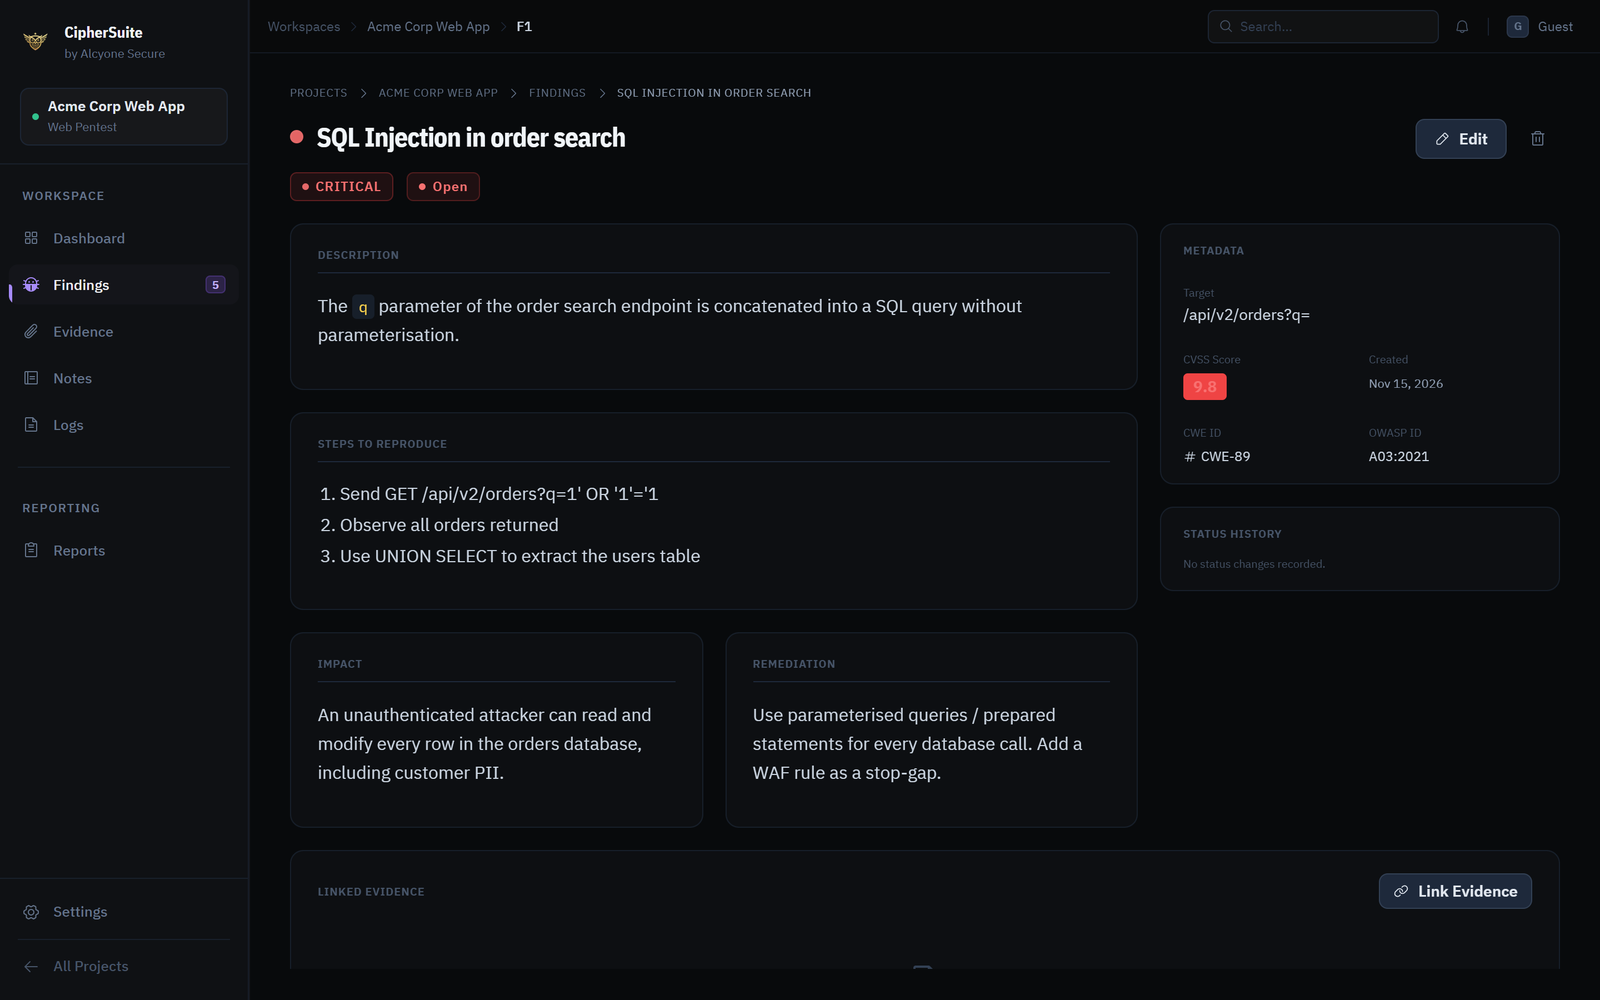 CipherSuite
by Alcyone Secure
Acme Corp Web App
Web Pentest
WORKSPACE
Dashboard
Findings 5
Evidence
Notes
Logs
REPORTING
Reports
Settings
All Projects
Workspaces Acme Corp Web App F1
Search...
G Guest
PROJECTS ACME CORP WEB APP FINDINGS SQL INJECTION IN ORDER SEARCH
SQL Injection in order search
Edit
CRITICAL Open
DESCRIPTION
The q parameter of the order search endpoint is concatenated into a SQL query without
parameterisation.
STEPS TO REPRODUCE
1. Send GET /api/v2/orders?q=1' OR '1'='1
2. Observe all orders returned
3. Use UNION SELECT to extract the users table
IMPACT
An unauthenticated attacker can read and
modify every row in the orders database,
including customer PII.
REMEDIATION
Use parameterised queries / prepared
statements for every database call. Add a
WAF rule as a stop-gap.
METADATA
Target
/api/v2/orders?q=
CVSS Score Created
9.8 Nov 15, 2026
CWE ID OWASP ID
# CWE-89 A03:2021
STATUS HISTORY
No status changes recorded.
LINKED EVIDENCE
Link Evidence